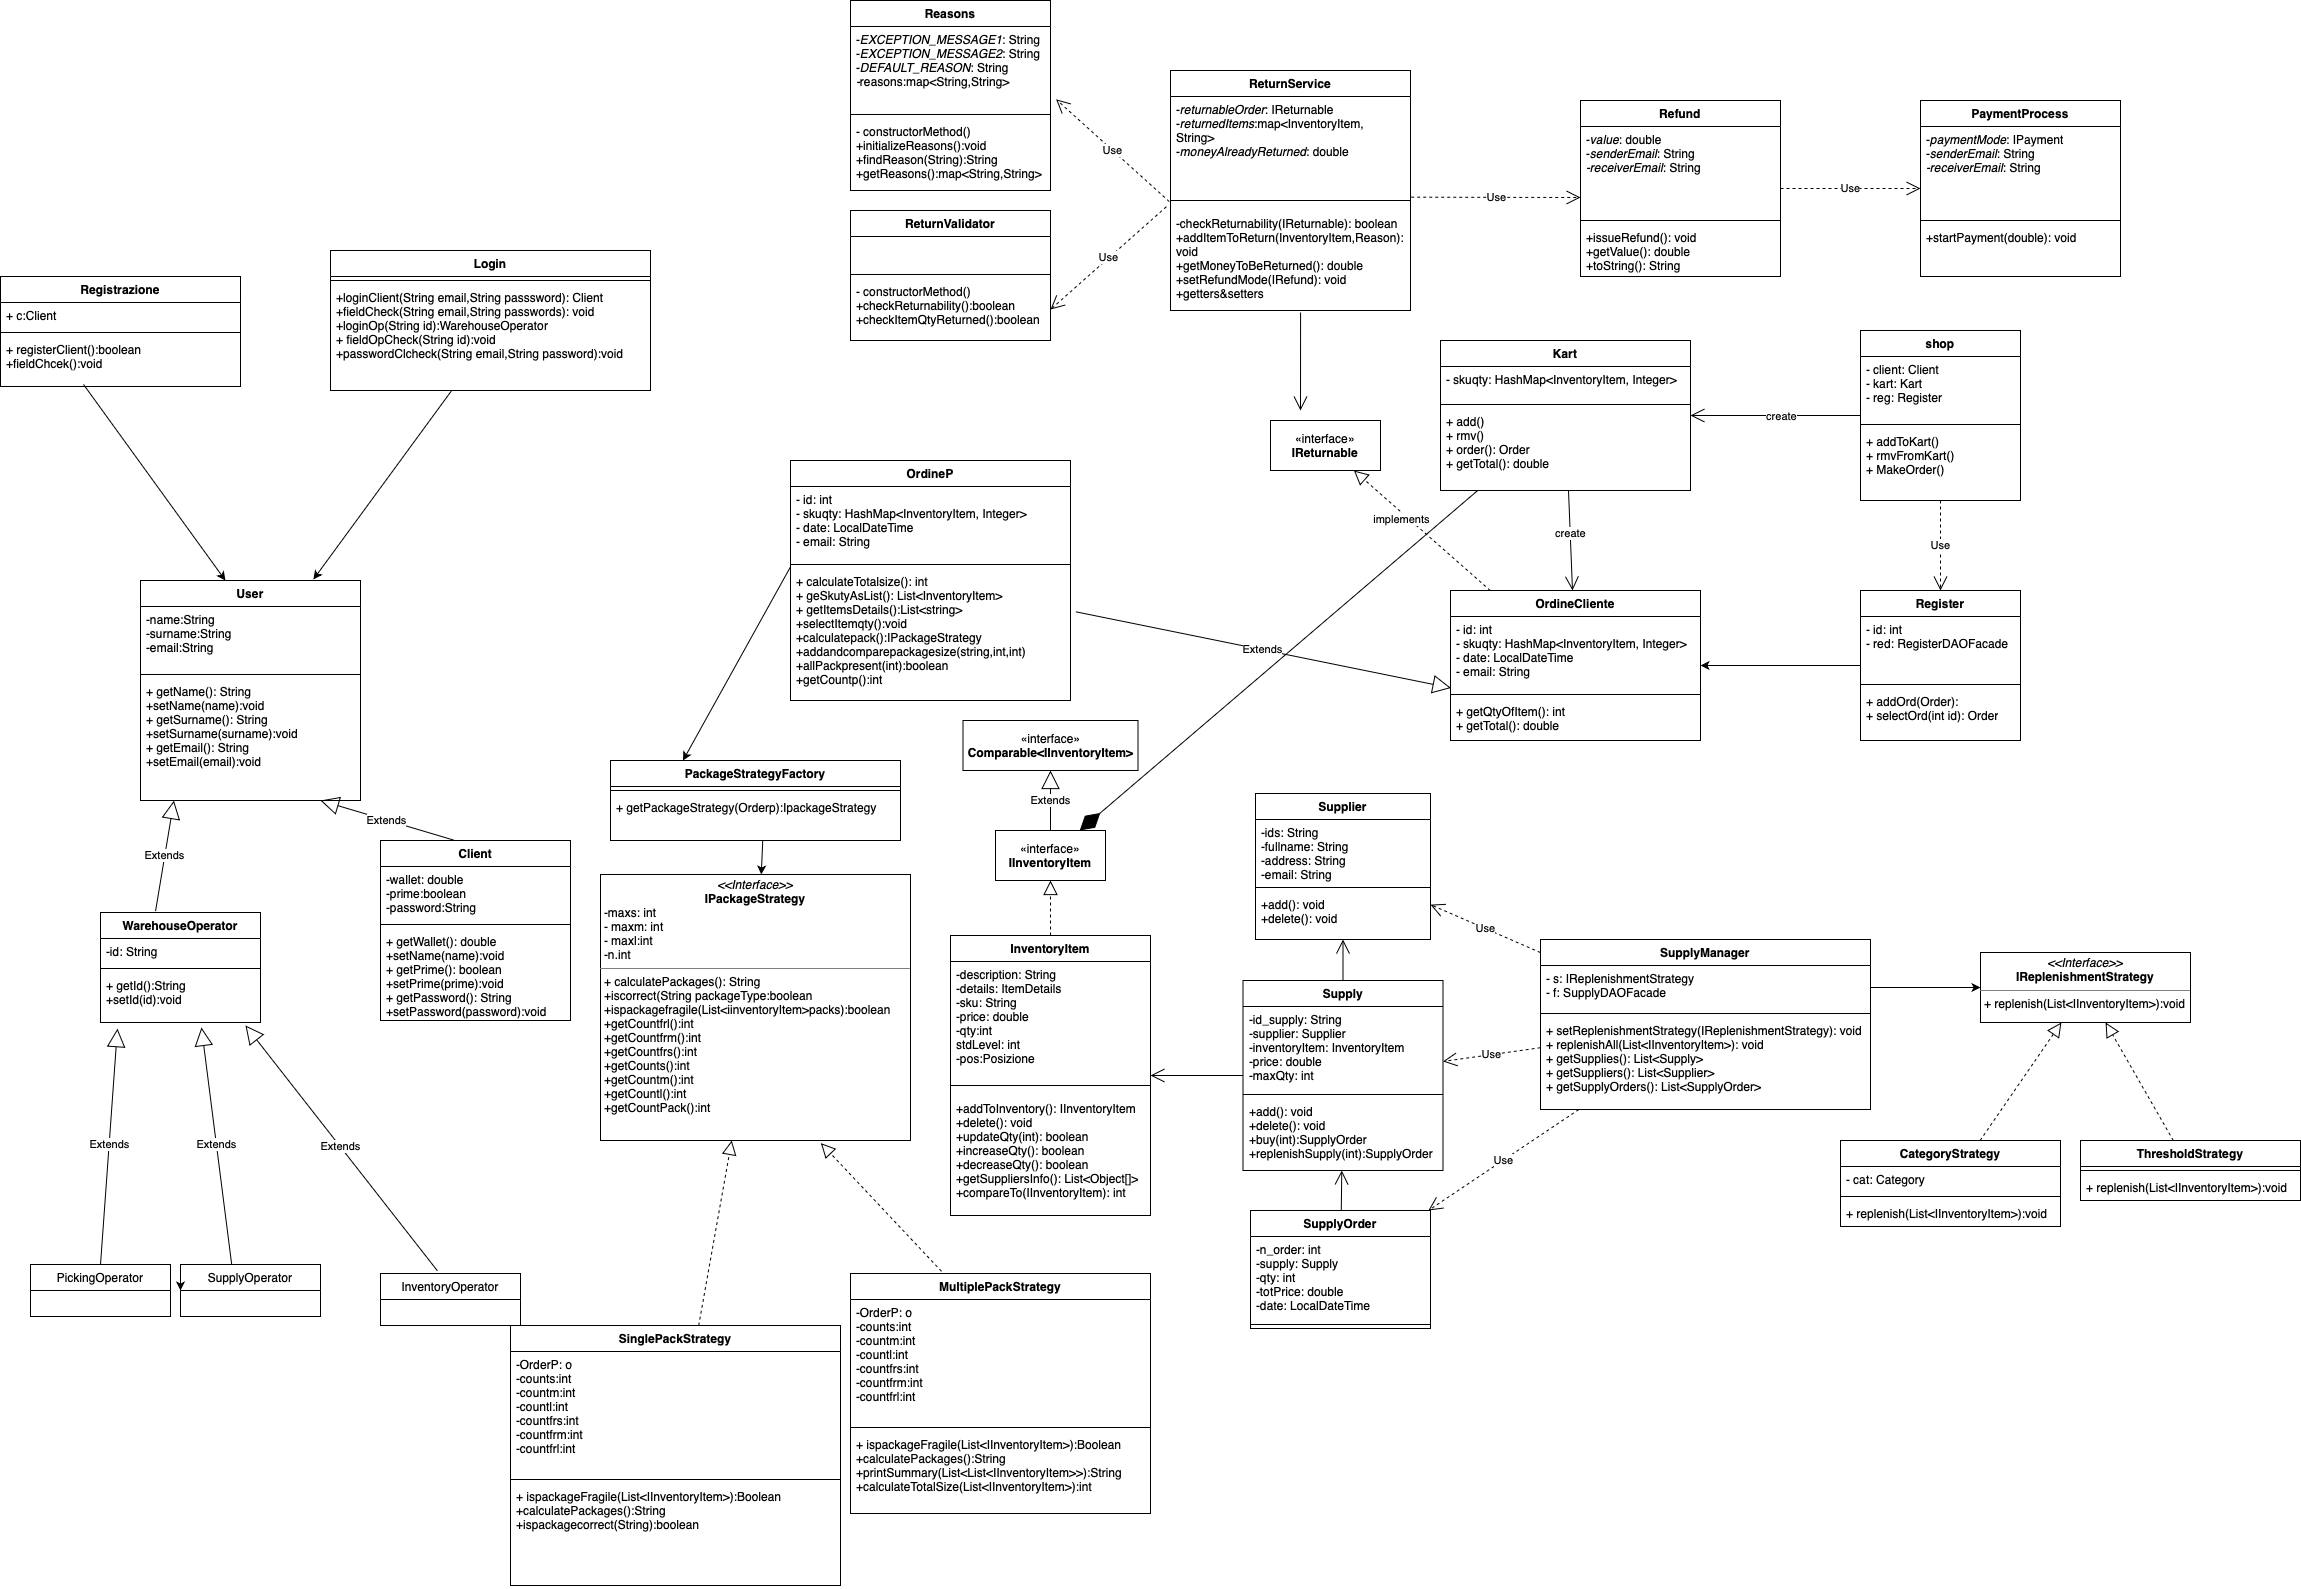 Reasons
-EXCEPTION_MESSAGE1: String
-EXCEPTION_MESSAGE2: String
-DEFAULT_REASON: String
-reasons:map<String,String>
- constructorMethod()
+initializeReasons():void
+findReason(String):String
+getReasons():map<String,String>
ReturnValidator
- constructorMethod()
+checkReturnability():boolean
+checkItemQtyReturned():boolean
Use
Use
ReturnService
-returnableOrder: IReturnable
-returnedItems:map<InventoryItem,
String>
-moneyAlreadyReturned: double
-checkReturnability(IReturnable): boolean
+addItemToReturn(InventoryItem,Reason):
void
+getMoneyToBeReturned(): double
+setRefundMode(IRefund): void
+getters&setters
Use
Refund
-value: double
-senderEmail: String
-receiverEmail: String
+issueRefund(): void
+getValue(): double
+toString(): String
Use
PaymentProcess
-paymentMode: IPayment
-senderEmail: String
-receiverEmail: String
+startPayment(double): void
Registrazione
+ c:Client
+ registerClient():boolean
+fieldChcek():void
Login
+loginClient(String email,String passsword): Client
+fieldCheck(String email,String passwords): void
+loginOp(String id):WarehouseOperator
+ fieldOpCheck(String id):void
+passwordClcheck(String email,String password):void
Kart
- skuqty: HashMap<InventoryItem, Integer>
+ add()
+ rmv()
+ order(): Order
+ getTotal(): double
create
shop
- client: Client
- kart: Kart
- reg: Register
+ addToKart()
+ rmvFromKart()
+ MakeOrder()
«interface»
IReturnable
implements
create
Use
OrdineP
- id: int
- skuqty: HashMap<InventoryItem, Integer>
- date: LocalDateTime
- email: String
+ calculateTotalsize(): int
+ geSkutyAsList(): List<InventoryItem>
+ getItemsDetails():List<string>
+selectItemqty():void
+calculatepack():IPackageStrategy
+addandcomparepackagesize(string,int,int)
+allPackpresent(int):boolean
+getCountp():int
Extends
OrdineCliente
- id: int
- skuqty: HashMap<InventoryItem, Integer>
- date: LocalDateTime
- email: String
+ getQtyOfItem(): int
+ getTotal(): double
Register
- id: int
- red: RegisterDAOFacade
+ addOrd(Order):
+ selectOrd(int id): Order
User
-name:String
-surname:String
-email:String
+ getName(): String
+setName(name):void
+ getSurname(): String
+setSurname(surname):void
+ getEmail(): String
+setEmail(email):void
Extends
Extends
Client
-wallet: double
-prime:boolean
-password:String
+ getWallet(): double
+setName(name):void
+ getPrime(): boolean
+setPrime(prime):void
+ getPassword(): String
+setPassword(password):void
WarehouseOperator
-id: String
+ getId():String
+setId(id):void
Extends
Extends
Extends
PickingOperator
SupplyOperator
InventoryOperator
PackageStrategyFactory
+ getPackageStrategy(Orderp):IpackageStrategy
<<Interface>>
IPackageStrategy
-maxs: int
- maxm: int
- maxl:int
-n.int
+ calculatePackages(): String
+iscorrect(String packageType:boolean
+ispackagefragile(List<iinventoryItem>packs):boolean
+getCountfrl():int
+getCountfrm():int
+getCountfrs():int
+getCounts():int
+getCountm():int
+getCountl():int
+getCountPack():int
«interface»
Comparable<IInventoryItem>
Extends
«interface»
IInventoryItem
InventoryItem
-description: String
-details: ItemDetails
-sku: String
-price: double
-qty:int
stdLevel: int
-pos:Posizione
+addToInventory(): IInventoryItem
+delete(): void
+updateQty(int): boolean
+increaseQty(): boolean
+decreaseQty(): boolean
+getSuppliersInfo(): List<Object[]>
+compareTo(IInventoryItem): int
Supplier
-ids: String
-fullname: String
-address: String
-email: String
+add(): void
+delete(): void
Supply
-id_supply: String
-supplier: Supplier
-inventoryItem: InventoryItem
-price: double
-maxQty: int
+add(): void
+delete(): void
+buy(int):SupplyOrder
+replenishSupply(int):SupplyOrder
SupplyOrder
-n_order: int
-supply: Supply
-qty: int
-totPrice: double
-date: LocalDateTime
Use
Use
Use
SupplyManager
- s: IReplenishmentStrategy
- f: SupplyDAOFacade
+ setReplenishmentStrategy(IReplenishmentStrategy): void
+ replenishAll(List<IInventoryItem>): void
+ getSupplies(): List<Supply>
+ getSuppliers(): List<Supplier>
+ getSupplyOrders(): List<SupplyOrder>
<<Interface>>
IReplenishmentStrategy
+ replenish(List<IInventoryItem>):void
CategoryStrategy
- cat: Category
+ replenish(List<IInventoryItem>):void
ThresholdStrategy
+ replenish(List<IInventoryItem>):void
SinglePackStrategy
-OrderP: o
-counts:int
-countm:int
-countl:int
-countfrs:int
-countfrm:int
-countfrl:int
+ ispackageFragile(List<IInventoryItem>):Boolean
+calculatePackages():String
+ispackagecorrect(String):boolean
MultiplePackStrategy
-OrderP: o
-counts:int
-countm:int
-countl:int
-countfrs:int
-countfrm:int
-countfrl:int
+ ispackageFragile(List<IInventoryItem>):Boolean
+calculatePackages():String
+printSummary(List<List<IInventoryItem>>):String
+calculateTotalSize(List<IInventoryItem>):int